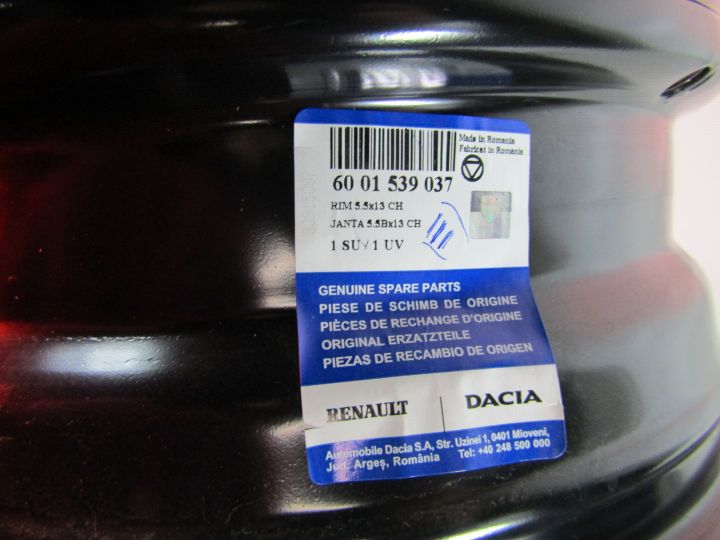 Made in Romania
Fabricat in Romania
60 01 539 037
RIM 5.5x13 CH
JANTA 5.5Bx13 CH
1 SU / 1 UV
GENUINE SPARE PARTS
PIESE DE SCHIMB DE ORIGINE
PIÈCES DE RECHANGE D'ORIGINE
ORIGINAL ERZATZTEILE
PIEZAS DE RECAMBIO DE ORIGEN
RENAULT DACIA
Automobile Dacia S.A, Str. Uzinei 1, 0401 Mioveni,
Jud. Argeş, România Tel: +40 248 500 000